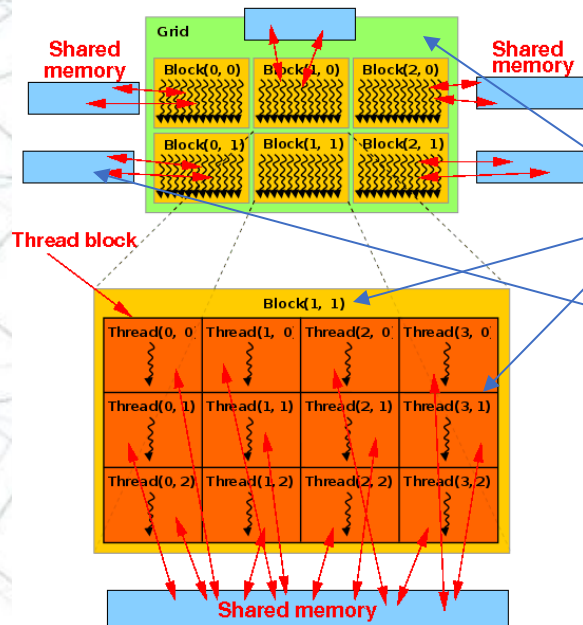 Grid
Shared
memory
Shared
memory
Block(0, 0)
Block(1, 0)
Block(2, 0)
Block(0, 1)
Block(1, 1)
Block(2, 1)
Thread block
Block(1, 1)
Thread(0, 0)
Thread(1, 0)
Thread(2, 0)
Thread(3, 0)
Thread(0, 1)
Thread(1, 1)
Thread(2, 1)
Thread(3, 1)
Thread(0, 2)
Thread(1, 2)
Thread(2, 2)
Thread(3, 2)
Shared memory